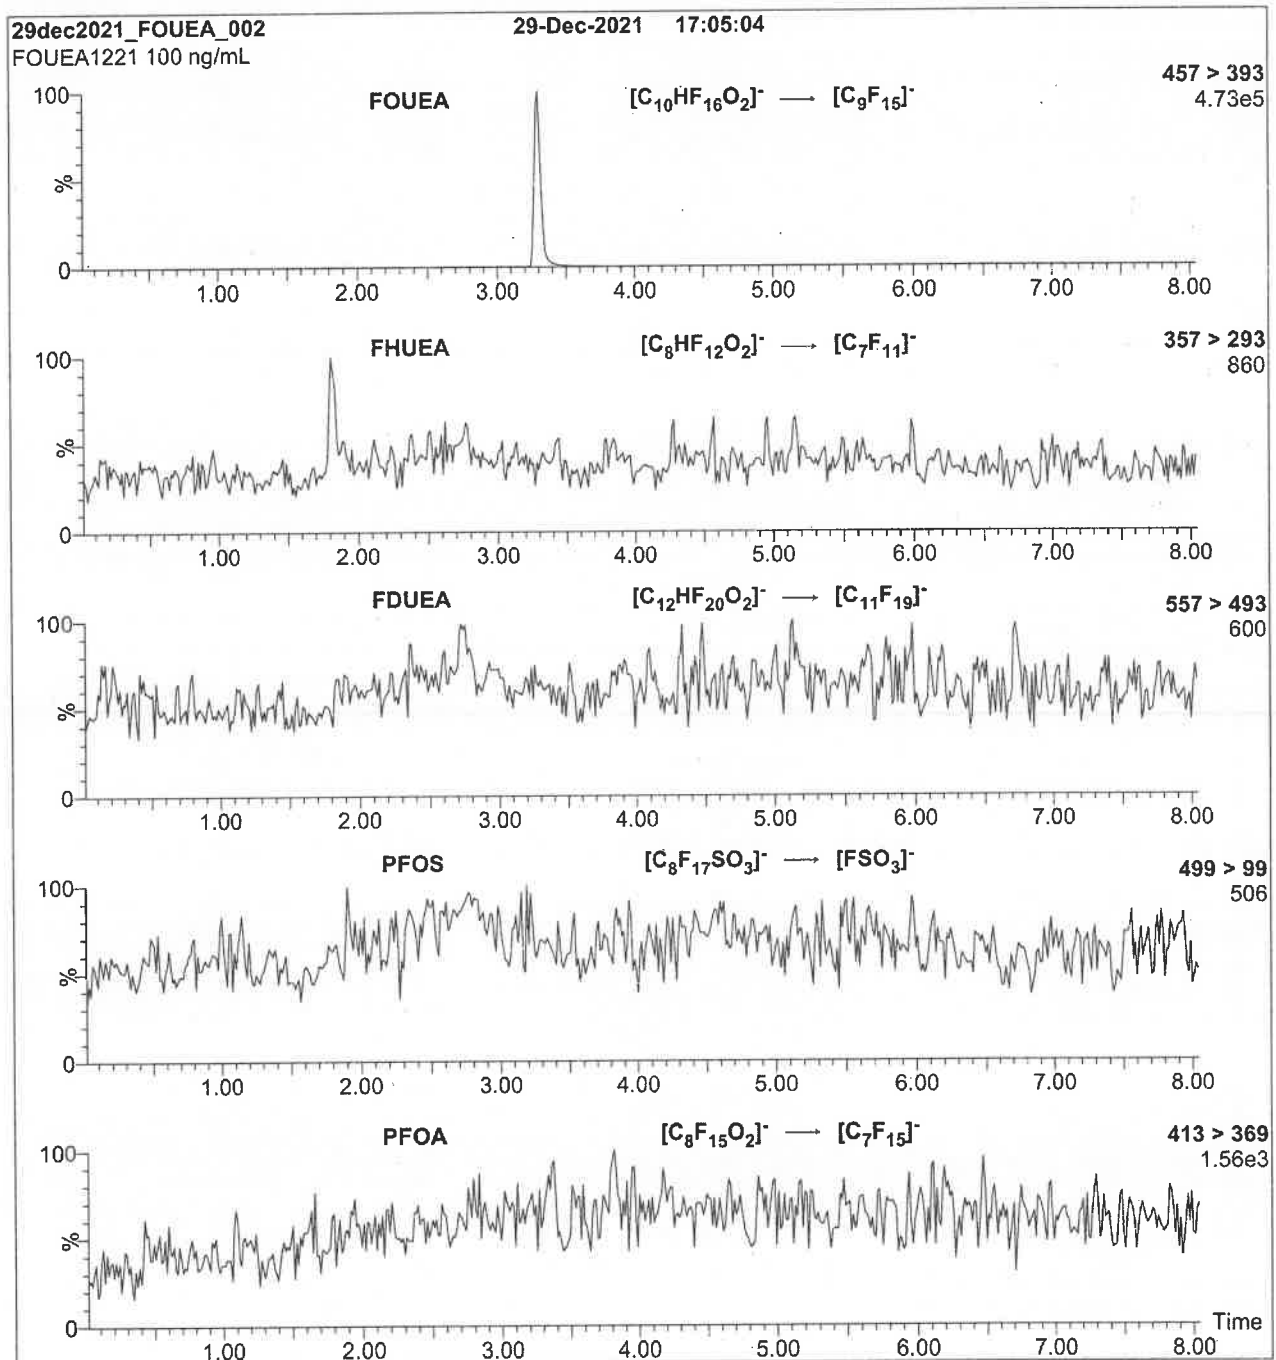 29dec2021_FOUEA_002 29-Dec-2021 17:05:04
FOUEA1221 100 ng/mL
457 > 393
4.73e5
FOUEA [C₁₀HF₁₆O₂]⁻ → [C₉F₁₅]⁻
100
%
0
1.00 2.00 3.00 4.00 5.00 6.00 7.00 8.00
FHUEA [C₈HF₁₂O₂]⁻ → [C₇F₁₁]⁻ 357 > 293
860
100
%
0
1.00 2.00 3.00 4.00 5.00 6.00 7.00 8.00
FDUEA [C₁₂HF₂₀O₂]⁻ → [C₁₁F₁₉]⁻ 557 > 493
600
100
%
0
1.00 2.00 3.00 4.00 5.00 6.00 7.00 8.00
PFOS [C₈F₁₇SO₃]⁻ → [FSO₃]⁻ 499 > 99
506
100
%
0
1.00 2.00 3.00 4.00 5.00 6.00 7.00 8.00
PFOA [C₈F₁₅O₂]⁻ → [C₇F₁₅]⁻ 413 > 369
1.56e3
100
%
0
Time
1.00 2.00 3.00 4.00 5.00 6.00 7.00 8.00